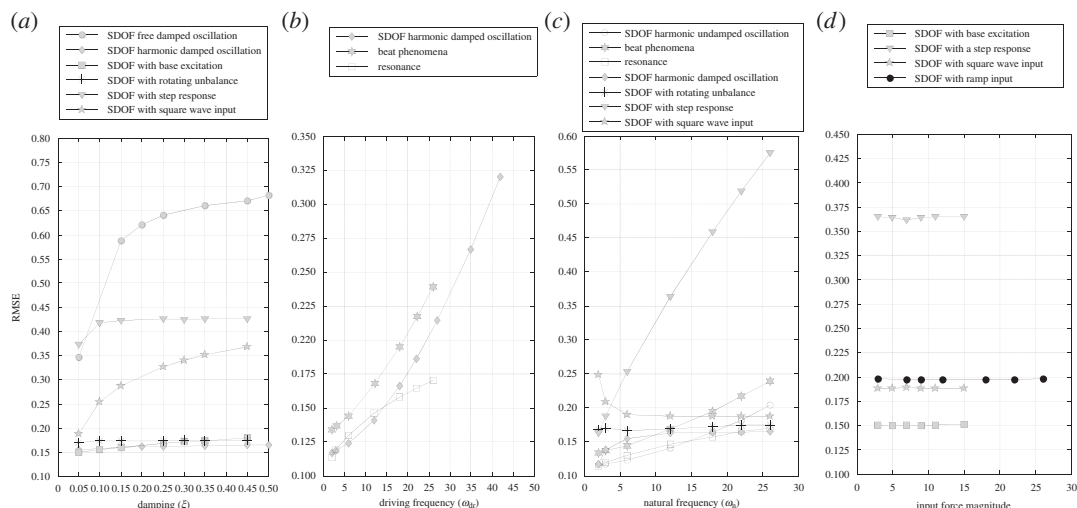 (a)
SDOF free damped oscillation
SDOF harmonic damped oscillation
SDOF with base excitation
SDOF with rotating unbalance
SDOF with step response
SDOF with square wave input
0.80
0.75
0.70
0.65
0.60
0.55
0.50
0.45
0.40
0.35
0.30
0.25
0.20
0.15
0.10
RMSE
0 0.05 0.10 0.15 0.20 0.25 0.30 0.35 0.40 0.45 0.50
damping (ξ)
(b)
SDOF harmonic damped oscillation
beat phenomena
resonance
0.350
0.325
0.300
0.275
0.250
0.225
0.200
0.175
0.150
0.125
0.100
0 5 10 15 20 25 30 35 40 45 50
driving frequency (ωdr)
(c)
SDOF harmonic undamped oscillation
beat phenomena
resonance
SDOF harmonic damped oscillation
SDOF with rotating unbalance
SDOF with step response
SDOF with square wave input
0.60
0.55
0.50
0.45
0.40
0.35
0.30
0.25
0.20
0.15
0.10
0 5 10 15 20 25 30
natural frequency (ωn)
(d)
SDOF with base excitation
SDOF with a step response
SDOF with square wave input
SDOF with ramp input
0.450
0.425
0.400
0.375
0.350
0.325
0.300
0.275
0.250
0.225
0.200
0.175
0.150
0.125
0.100
0 5 10 15 20 25 30
input force magnitude